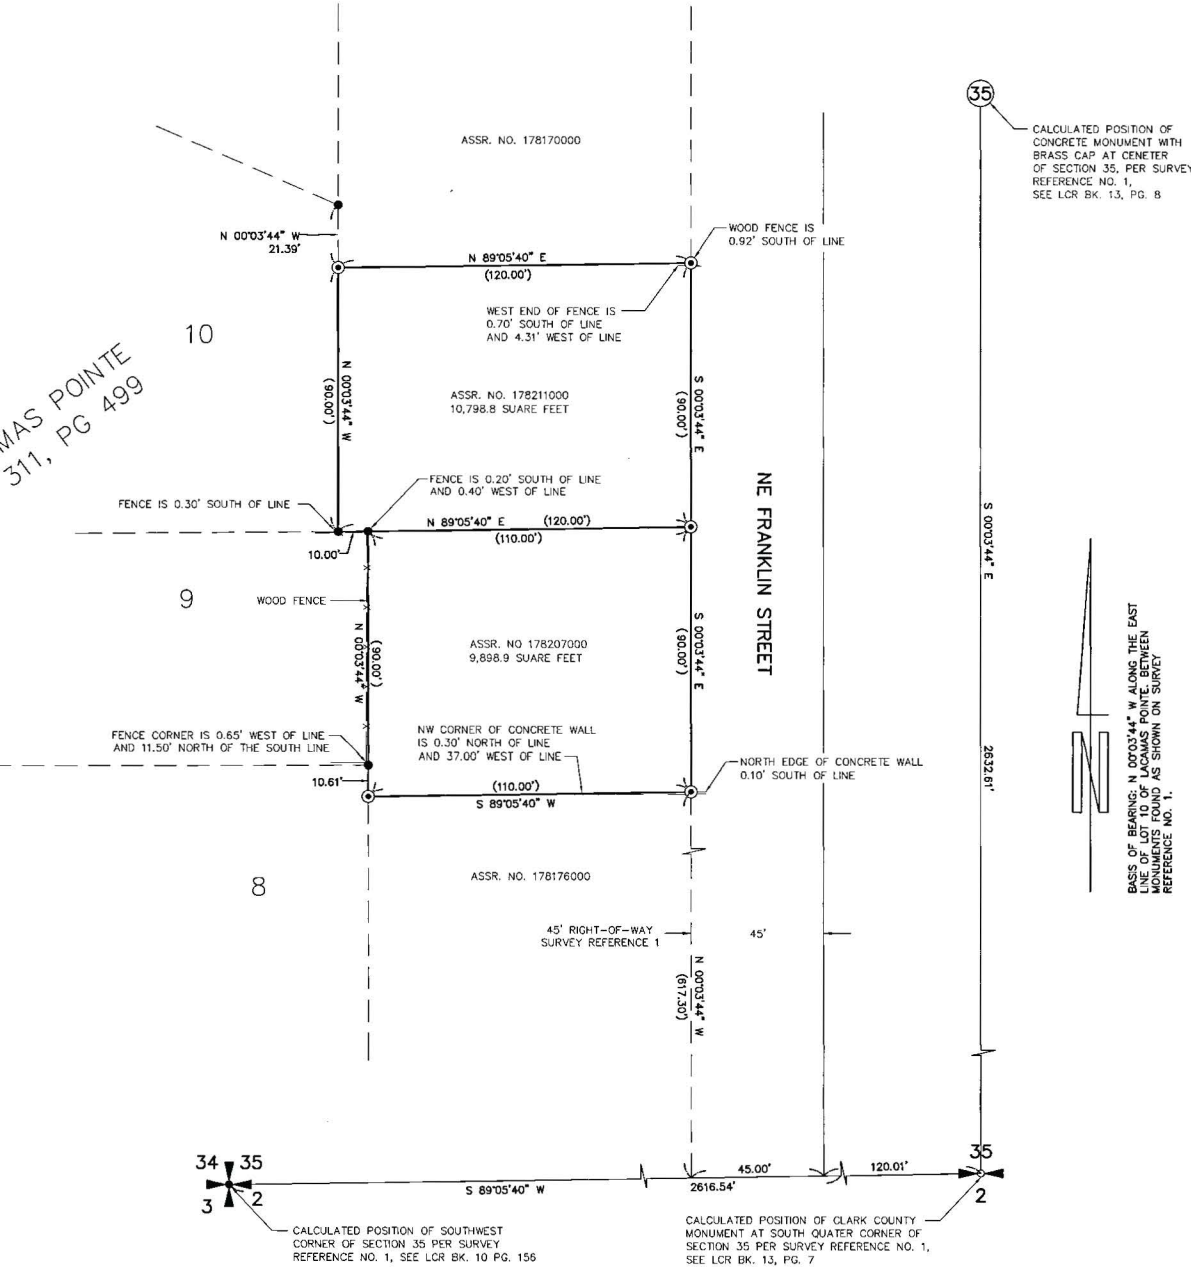 35
CALCULATED POSITION OF
CONCRETE MONUMENT WITH
BRASS CAP AT CENETER
OF SECTION 35, PER SURVEY
REFERENCE NO. 1,
SEE LCR BK. 13, PG. 8
ASSR. NO. 178170000
N 00°03'44" W
21.39'
WOOD FENCE IS
0.92' SOUTH OF LINE
N 89°05'40" E
(120.00')
WEST END OF FENCE IS
0.70' SOUTH OF LINE
AND 4.31' WEST OF LINE
10
MAS POINTE
311, PG 499
N 00°03'44" W
(90.00')
ASSR. NO. 178211000
10,798.8 SUARE FEET
S 00°03'44" E
(90.00')
FENCE IS 0.30' SOUTH OF LINE
FENCE IS 0.20' SOUTH OF LINE
AND 0.40' WEST OF LINE
N 89°05'40" E (120.00')
(110.00')
10.00'
NE FRANKLIN STREET
S 00°03'44" E
2632.61'
9
WOOD FENCE
(90.00')
N 00°03'44" W
ASSR. NO 178207000
9,898.9 SUARE FEET
S 00°03'44" E
(90.00')
FENCE CORNER IS 0.65' WEST OF LINE
AND 11.50' NORTH OF THE SOUTH LINE
NW CORNER OF CONCRETE WALL
IS 0.30' NORTH OF LINE
AND 37.00' WEST OF LINE
NORTH EDGE OF CONCRETE WALL
0.10' SOUTH OF LINE
10.61'
(110.00')
S 89°05'40" W
N
BASIS OF BEARING: N 00°03'44" W ALONG THE EAST
LINE OF LOT 10 OF LACAMAS POINTE, BETWEEN
MONUMENTS FOUND AS SHOWN ON SURVEY
REFERENCE NO. 1.
8
ASSR. NO. 178176000
45' RIGHT-OF-WAY
SURVEY REFERENCE 1
45'
N 00°03'44" W
(617.30')
34 35
3 2
S 89°05'40" W
45.00'
2616.54'
120.01'
35
2
CALCULATED POSITION OF SOUTHWEST
CORNER OF SECTION 35 PER SURVEY
REFERENCE NO. 1, SEE LCR BK. 10 PG. 156
CALCULATED POSITION OF CLARK COUNTY
MONUMENT AT SOUTH QUATER CORNER OF
SECTION 35 PER SURVEY REFERENCE NO. 1,
SEE LCR BK. 13, PG. 7